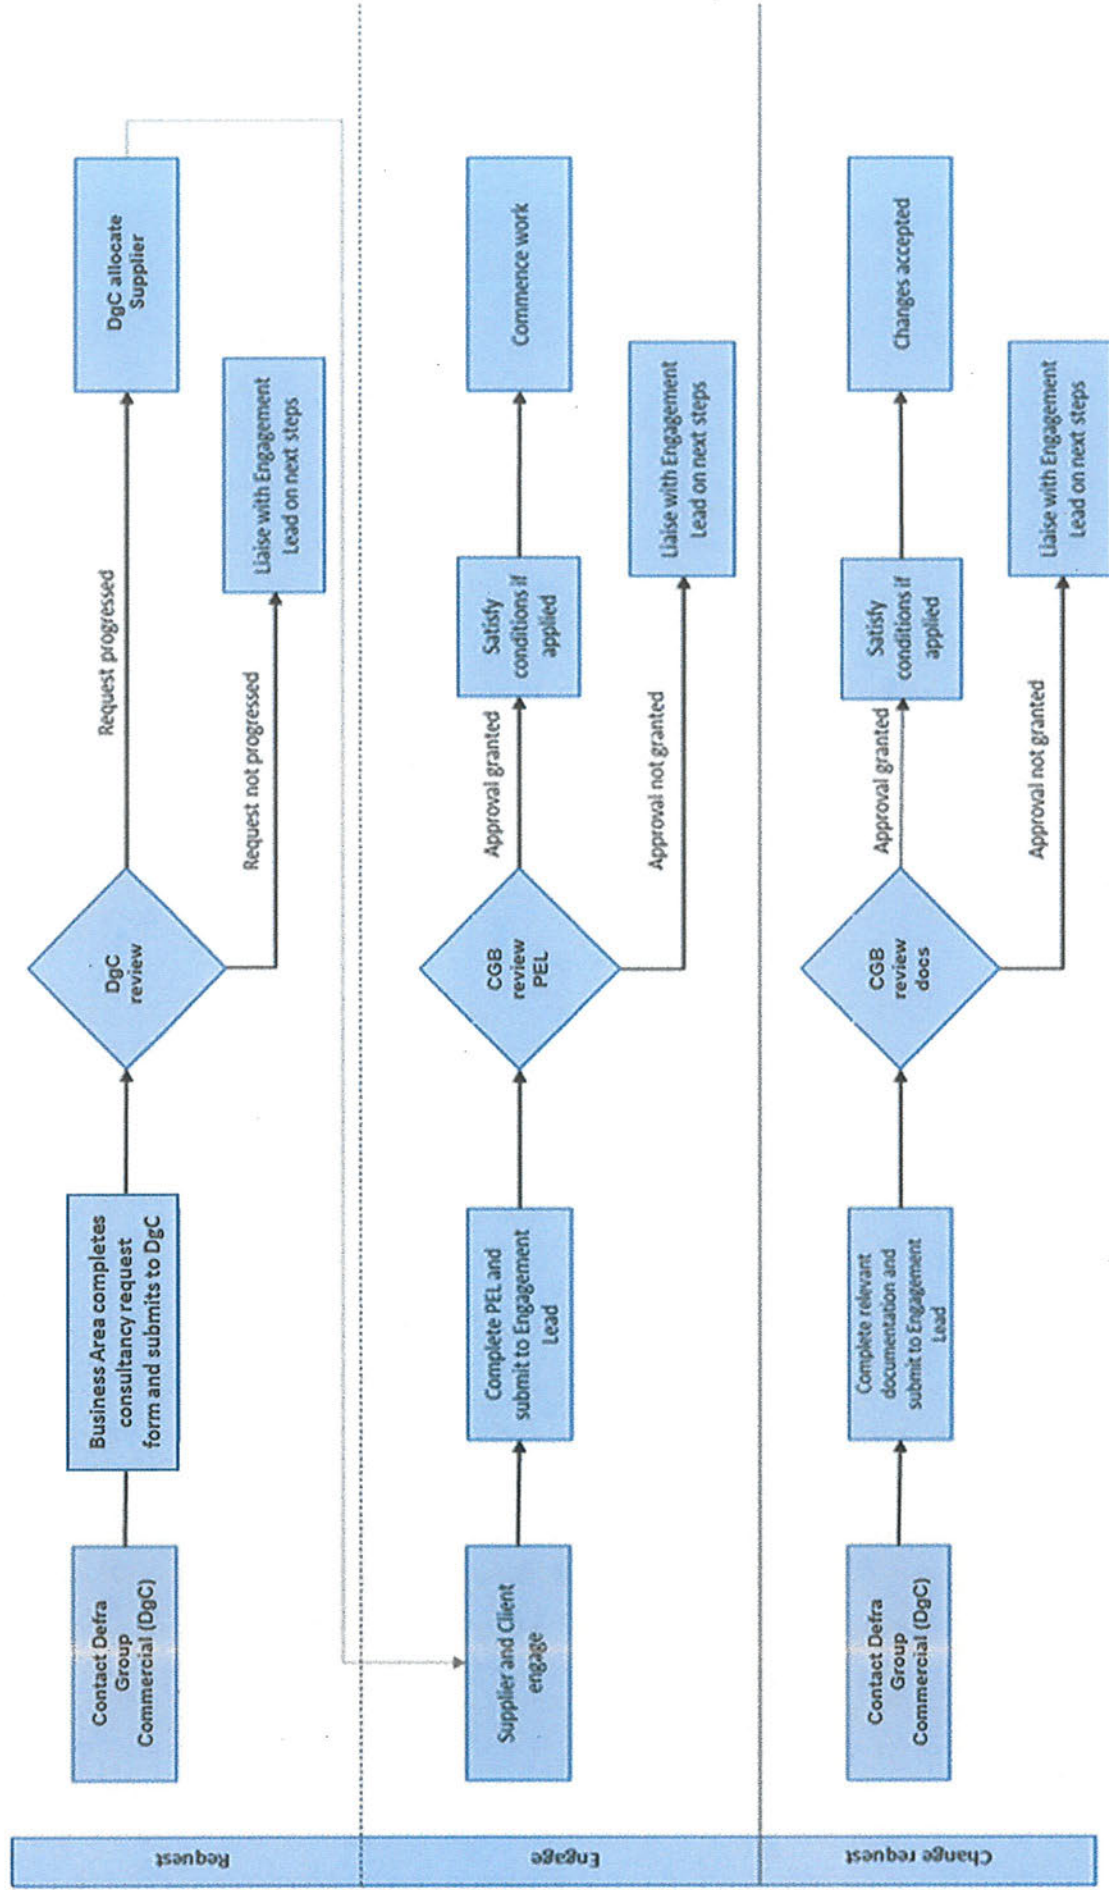 Request
Contact Defra
Group
Commercial (DgC)
Business Area completes
consultancy request
form and submits to DgC
DgC
review
Request progressed
DgC allocate
Supplier
Request not progressed
Liaise with Engagement
Lead on next steps
Engage
Supplier and Client
engage
Complete PEL and
submit to Engagement
Lead
CGB
review
PEL
Approval granted
Satisfy
conditions if
applied
Commence work
Approval not granted
Liaise with Engagement
Lead on next steps
Change request
Contact Defra
Group
Commercial (DgC)
Complete relevant
documentation and
submit to Engagement
Lead
CGB
review
docs
Approval granted
Satisfy
conditions if
applied
Changes accepted
Approval not granted
Liaise with Engagement
Lead on next steps